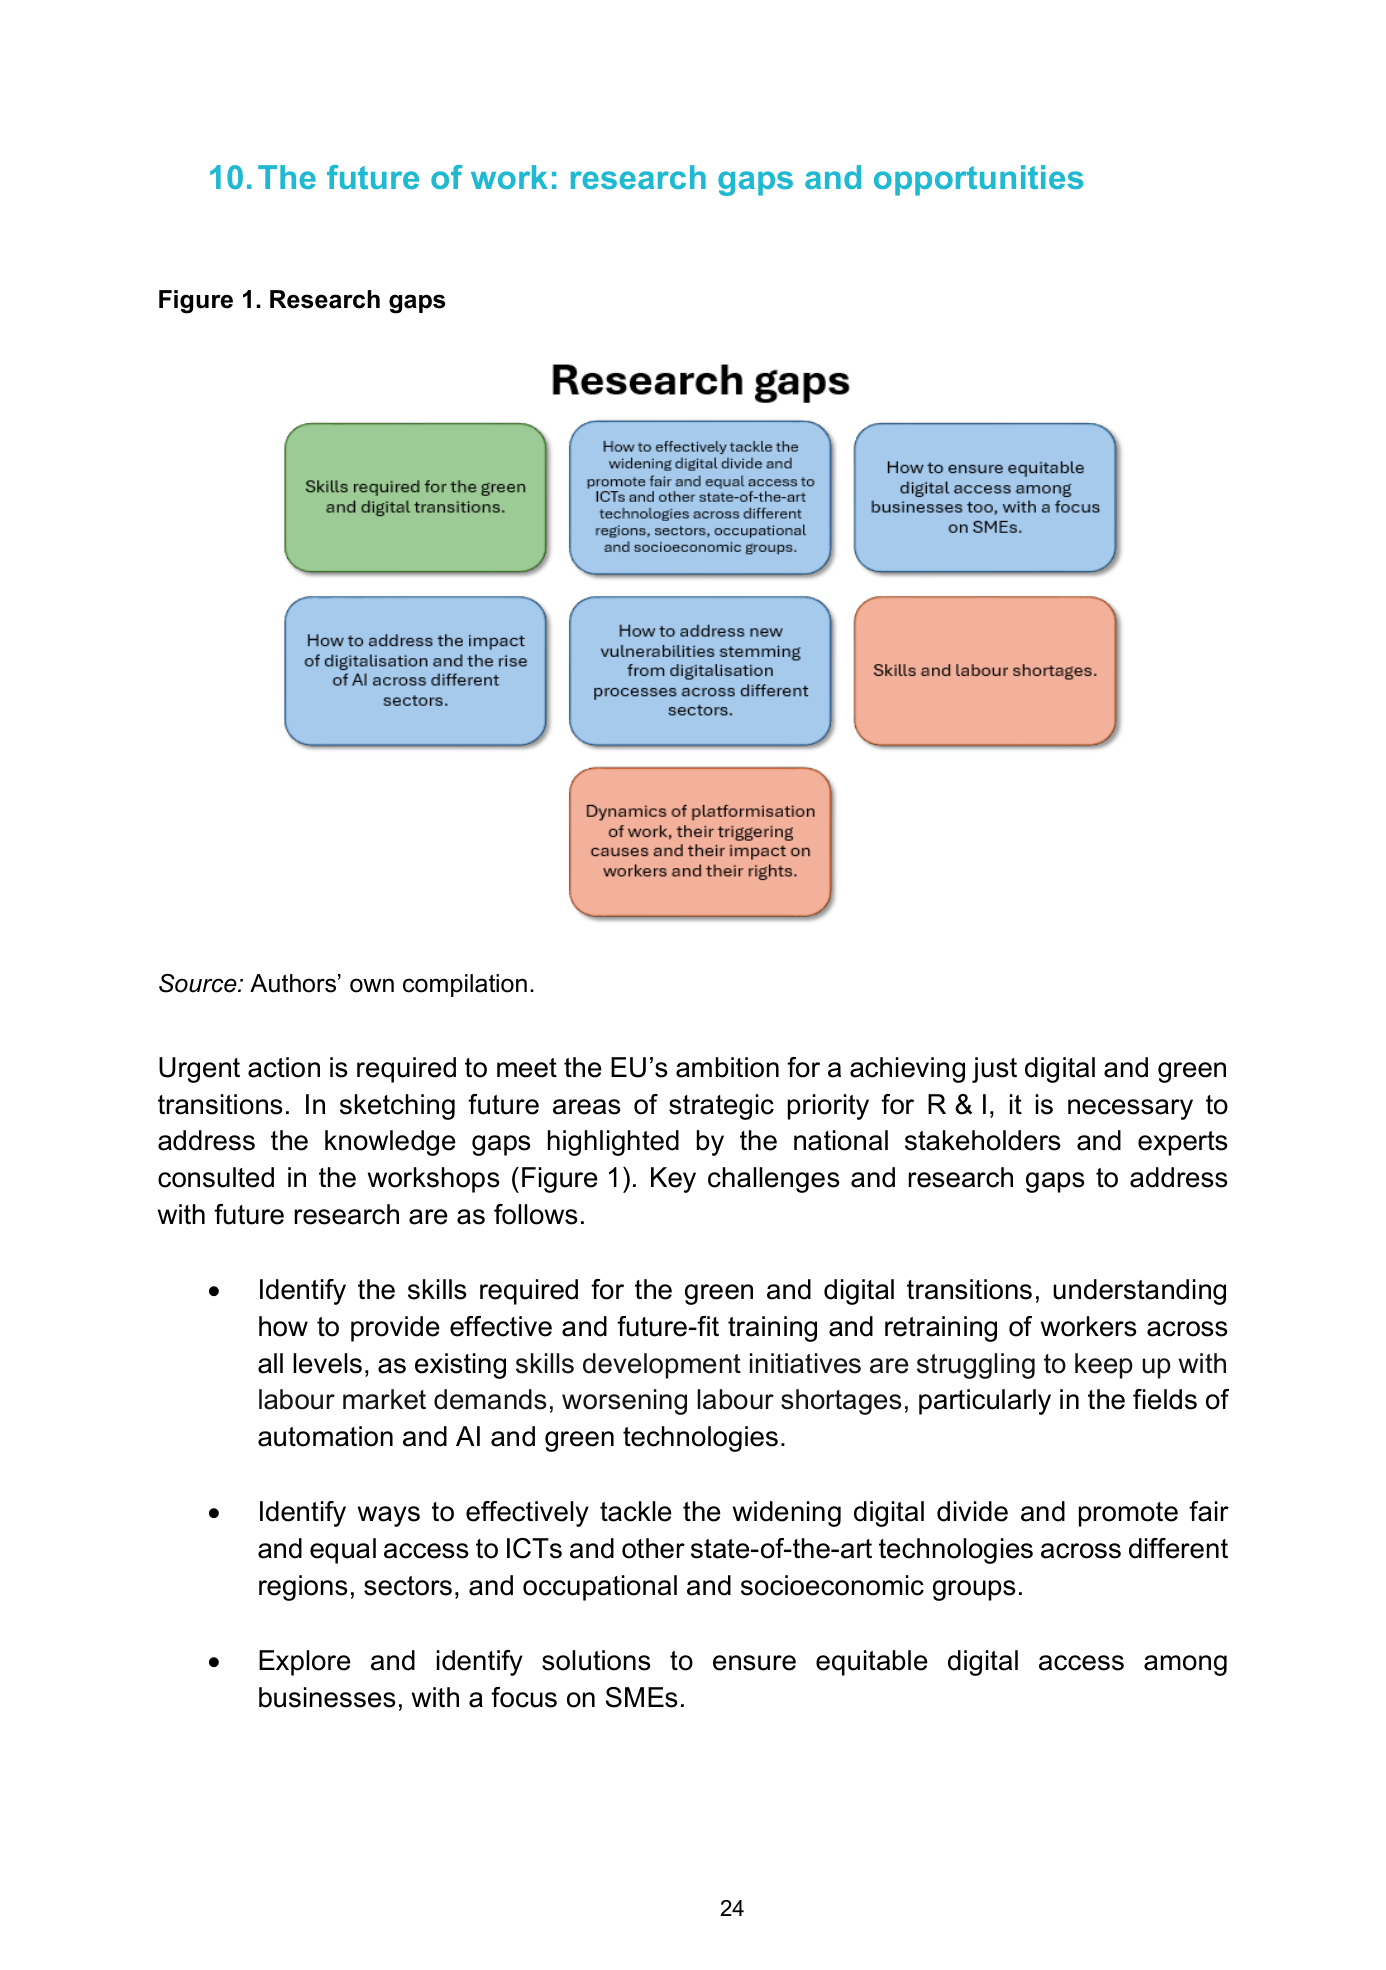 10. The future of work: research gaps and opportunities
Figure 1. Research gaps
Research gaps
Skills required for the green
and digital transitions.
How to effectively tackle the
widening digital divide and
promote fair and equal access to
ICTs and other state-of-the-art
technologies across different
regions, sectors, occupational
and socioeconomic groups.
How to ensure equitable
digital access among
businesses too, with a focus
on SMEs.
How to address the impact
of digitalisation and the rise
of AI across different
sectors.
How to address new
vulnerabilities stemming
from digitalisation
processes across different
sectors.
Skills and labour shortages.
Dynamics of platformisation
of work, their triggering
causes and their impact on
workers and their rights.
Source: Authors’ own compilation.
Urgent action is required to meet the EU’s ambition for a achieving just digital and green
transitions. In sketching future areas of strategic priority for R & I, it is necessary to
address the knowledge gaps highlighted by the national stakeholders and experts
consulted in the workshops (Figure 1). Key challenges and research gaps to address
with future research are as follows.
• Identify the skills required for the green and digital transitions, understanding
how to provide effective and future-fit training and retraining of workers across
all levels, as existing skills development initiatives are struggling to keep up with
labour market demands, worsening labour shortages, particularly in the fields of
automation and AI and green technologies.
• Identify ways to effectively tackle the widening digital divide and promote fair
and equal access to ICTs and other state-of-the-art technologies across different
regions, sectors, and occupational and socioeconomic groups.
• Explore and identify solutions to ensure equitable digital access among
businesses, with a focus on SMEs.
24